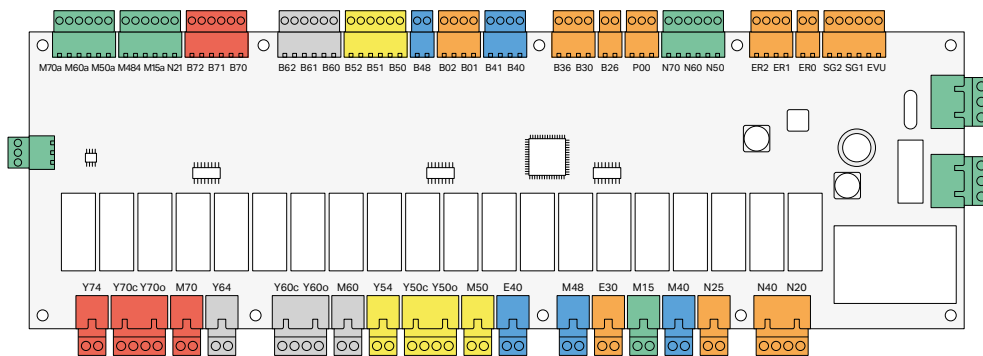 M70a M60a M50a M484 M15a N21 B72 B71 B70 B62 B61 B60 B52 B51 B50 B48 B02 B01 B41 B40 B36 B30 B26 P00 N70 N60 N50 ER2 ER1 ER0 SG2 SG1 EVU
Y74 Y70c Y70o M70 Y64 Y60c Y60o M60 Y54 Y50c Y50o M50 E40 M48 E30 M15 M40 N25 N40 N20